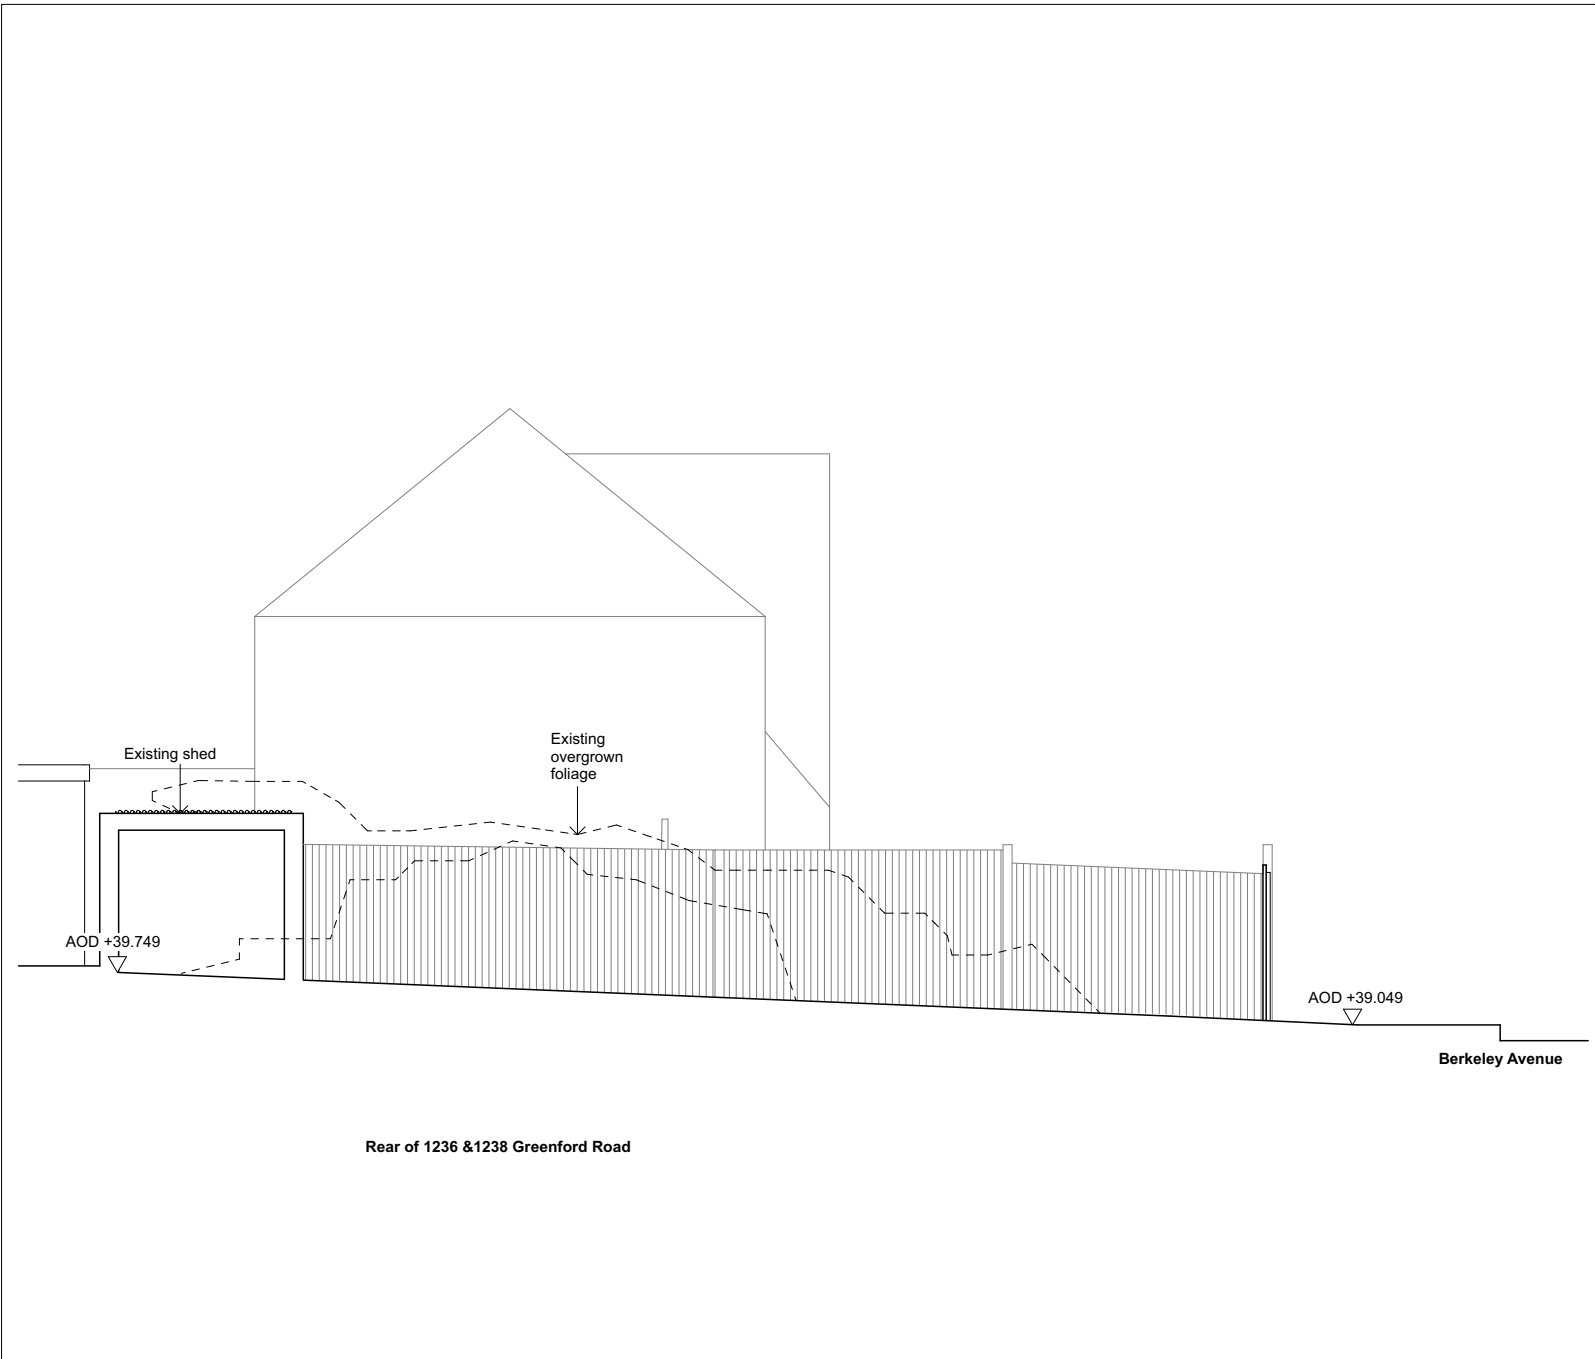 Existing
overgrown
foliage
Existing shed
AOD +39.749
AOD +39.049
Berkeley Avenue
Rear of 1236 &1238 Greenford Road